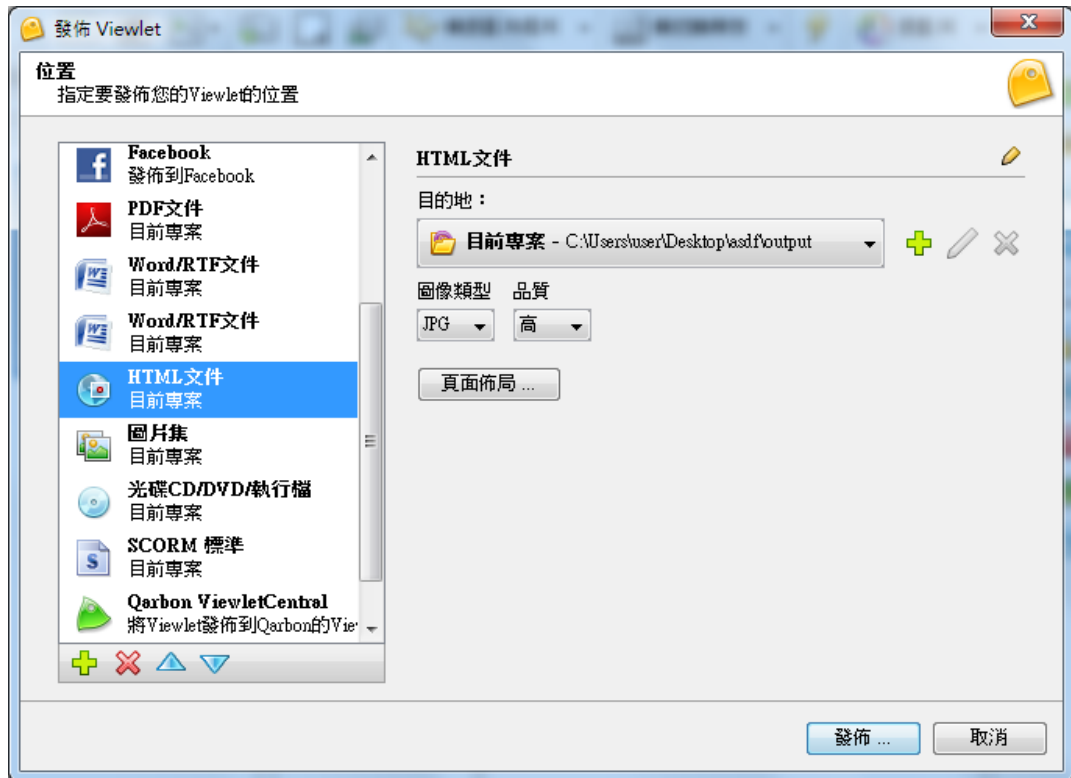 發佈 Viewlet
位置
指定要發佈您的Viewlet的位置
Facebook
發佈到Facebook
PDF文件
目前專案
Word/RTF文件
目前專案
Word/RTF文件
目前專案
HTML文件
目前專案
圖片集
目前專案
光碟CD/DVD/執行檔
目前專案
SCORM 標準
目前專案
Qarbon ViewletCentral
將Viewlet發佈到Qarbon的Vie
HTML文件
目的地：
目前專案 - C:\Users\user\Desktop\asdf\output
圖像類型 品質
JPG 高
頁面佈局 ...
發佈 ... 取消